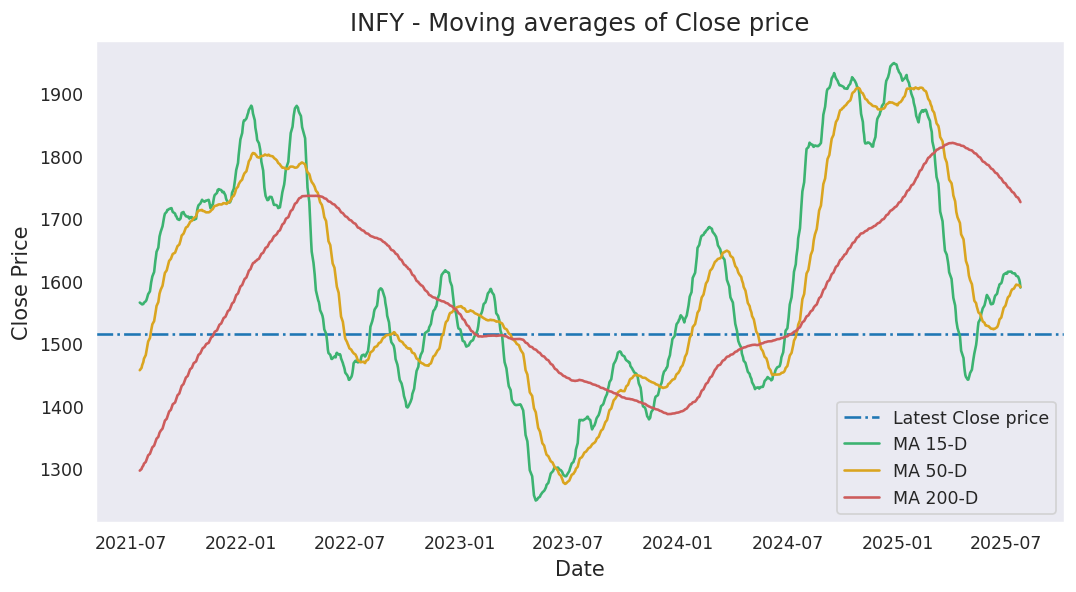 INFY - Moving averages of Close price
Close Price
1900
1800
1700
1600
1500
1400
1300
2021-07
2022-01
2022-07
2023-01
2023-07
2024-01
2024-07
2025-01
2025-07
Date
Latest Close price
MA 15-D
MA 50-D
MA 200-D